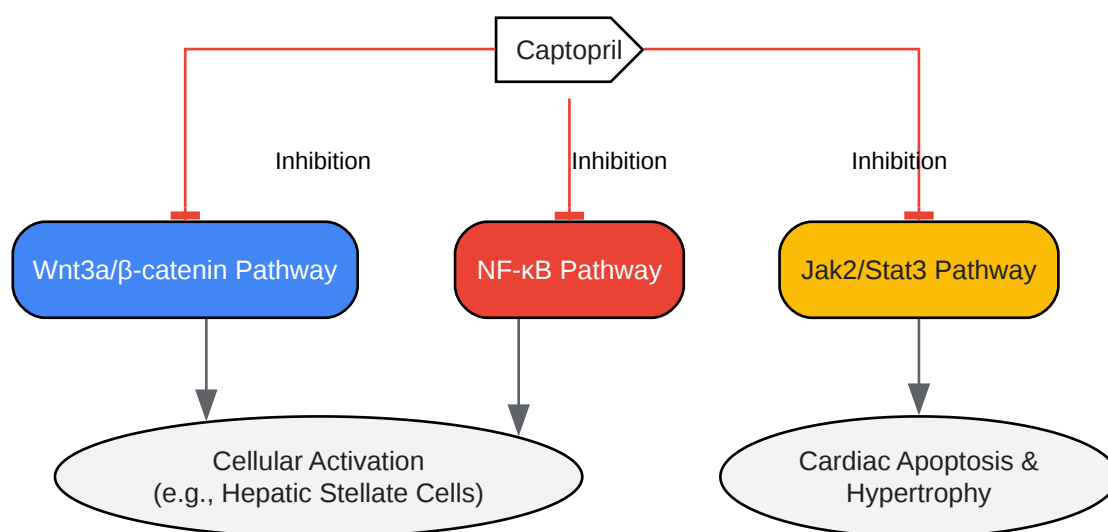 Captopril
Inhibition
Inhibition
Inhibition
Wnt3a/β-catenin Pathway
NF-κB Pathway
Jak2/Stat3 Pathway
Cellular Activation
(e.g., Hepatic Stellate Cells)
Cardiac Apoptosis &
Hypertrophy